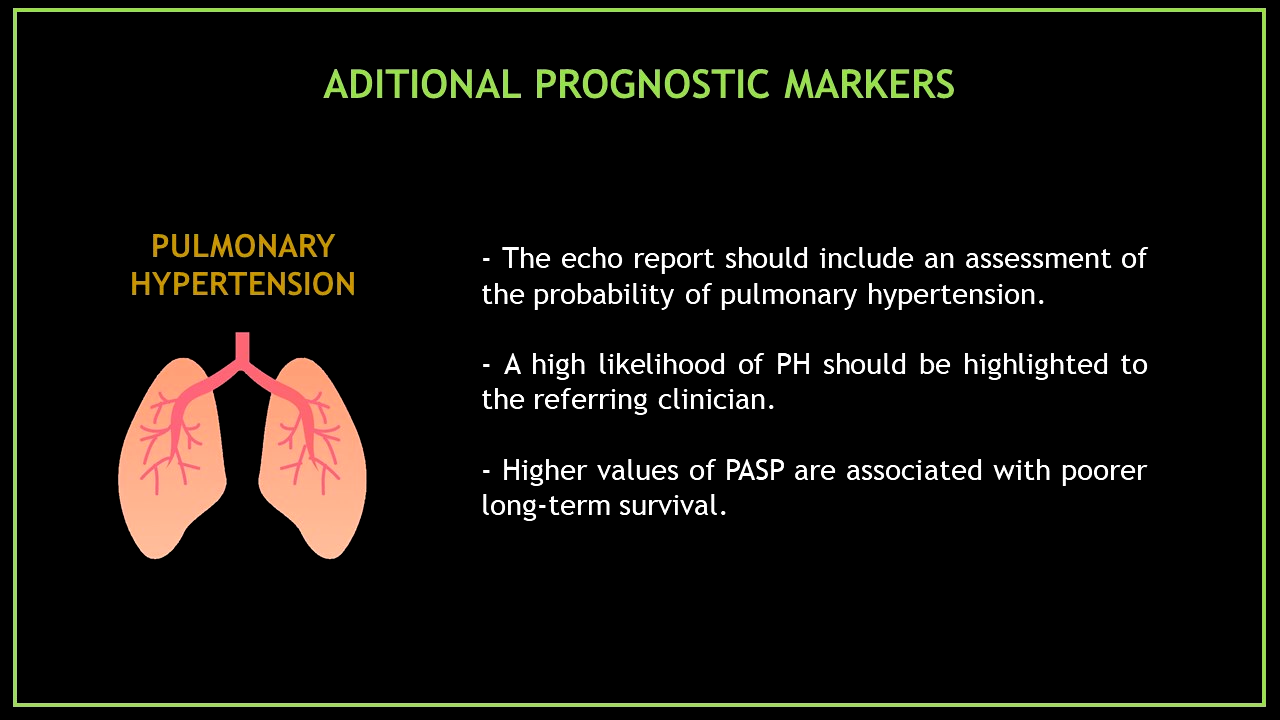 ADITIONAL PROGNOSTIC MARKERS
PULMONARY
HYPERTENSION
- The echo report should include an assessment of
the probability of pulmonary hypertension.
- A high likelihood of PH should be highlighted to
the referring clinician.
- Higher values of PASP are associated with poorer
long-term survival.